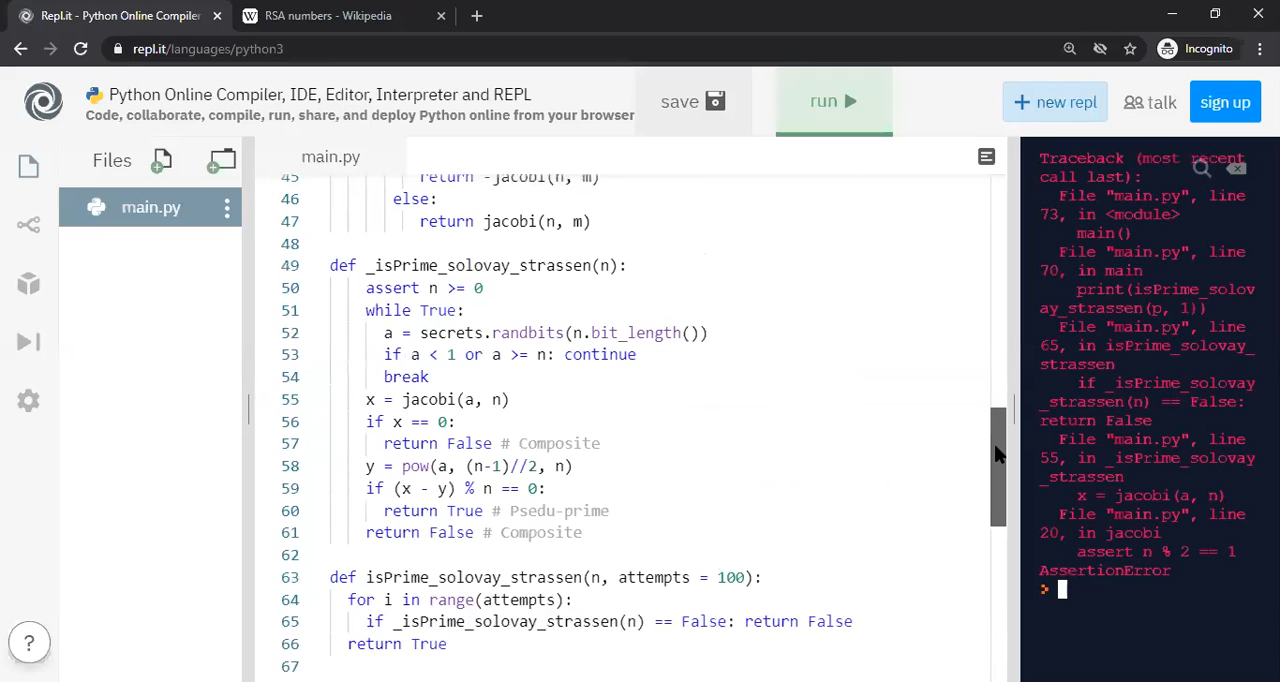 Repl.it - Python Online Compiler,
RSA numbers - Wikipedia
repl.it/languages/python3
Incognito
Python Online Compiler, IDE, Editor, Interpreter and REPL
Code, collaborate, compile, run, share, and deploy Python online from your browser
save
run
+ new repl
talk
sign up
Files
main.py
main.py
45 return -jacobi(n, m)
46 else:
47 return jacobi(n, m)
48
49 def _isPrime_solovay_strassen(n):
50 assert n >= 0
51 while True:
52 a = secrets.randbits(n.bit_length())
53 if a < 1 or a >= n: continue
54 break
55 x = jacobi(a, n)
56 if x == 0:
57 return False # Composite
58 y = pow(a, (n-1)//2, n)
59 if (x - y) % n == 0:
60 return True # Psedu-prime
61 return False # Composite
62
63 def isPrime_solovay_strassen(n, attempts = 100):
64 for i in range(attempts):
65 if _isPrime_solovay_strassen(n) == False: return False
66 return True
67
Traceback (most recent
call last):
File "main.py", line
73, in <module>
main()
File "main.py", line
70, in main
print(isPrime_solov
ay_strassen(p, 1))
File "main.py", line
65, in isPrime_solovay_
strassen
if _isPrime_solovay
_strassen(n) == False:
return False
File "main.py", line
55, in _isPrime_solovay
_strassen
x = jacobi(a, n)
File "main.py", line
20, in jacobi
assert n % 2 == 1
AssertionError
>
?